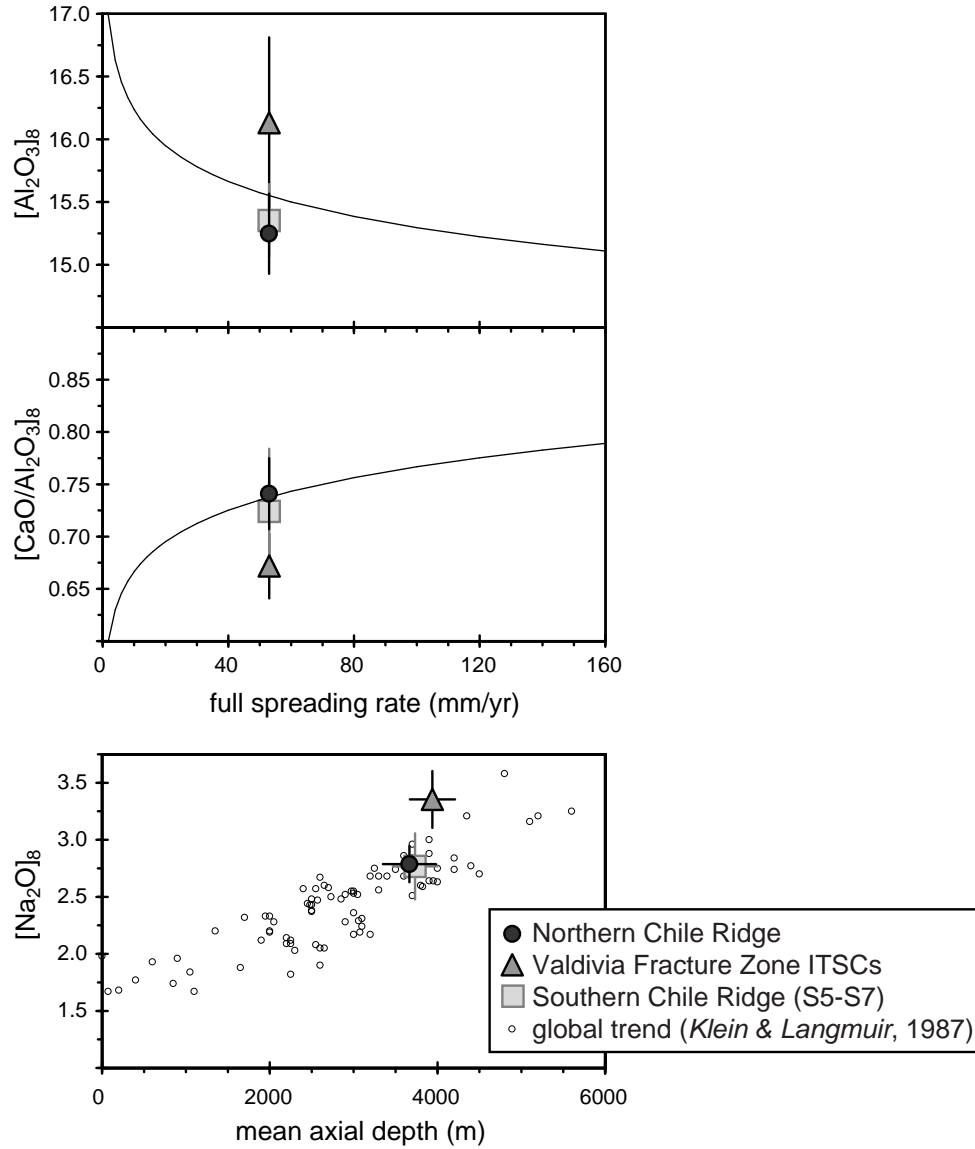 17.0
16.5
16.0
15.5
15.0
[Al₂O₃]₈
0.85
0.80
0.75
0.70
0.65
[CaO/Al₂O₃]₈
0 40 80 120 160
full spreading rate (mm/yr)
3.5
3.0
2.5
2.0
1.5
[Na₂O]₈
0 2000 4000 6000
mean axial depth (m)
Northern Chile Ridge
Valdivia Fracture Zone ITSCs
Southern Chile Ridge (S5-S7)
global trend (Klein & Langmuir, 1987)